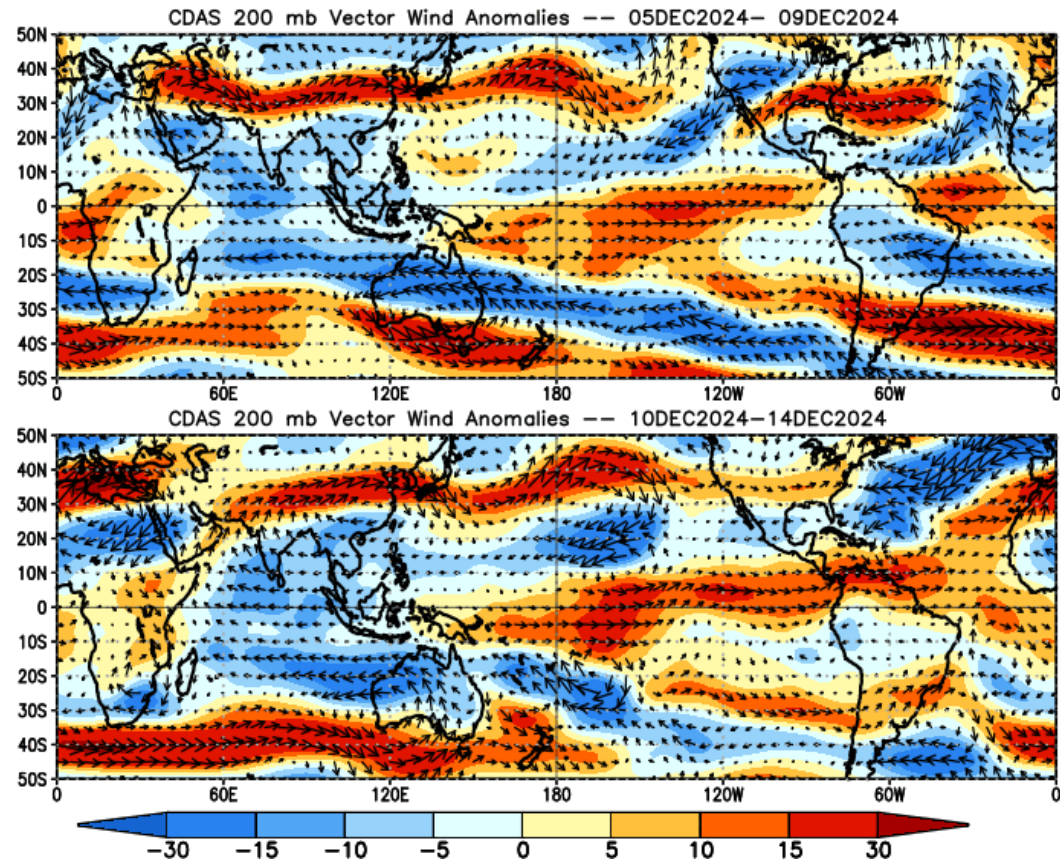 CDAS 200 mb Vector Wind Anomalies -- 05DEC2024- 09DEC2024
50N
40N
30N
20N
10N
0
10S
20S
30S
40S
50S
0 60E 120E 180 120W 60W 0
CDAS 200 mb Vector Wind Anomalies -- 10DEC2024-14DEC2024
50N
40N
30N
20N
10N
0
10S
20S
30S
40S
50S
0 60E 120E 180 120W 60W 0
-30 -15 -10 -5 0 5 10 15 30